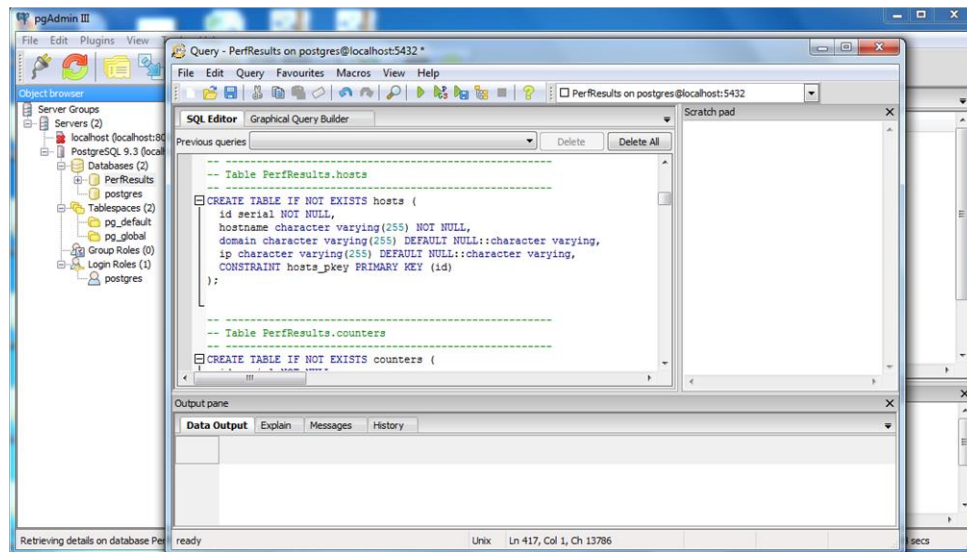 pgAdmin III
File Edit Plugins View
Object browser
Server Groups
Servers (2)
localhost (localhost:80
PostgreSQL 9.3 (local
Databases (2)
PerfResults
postgres
Tablespaces (2)
pg_default
pg_global
Group Roles (0)
Login Roles (1)
postgres
Retrieving details on database Per
Query - PerfResults on postgres@localhost:5432 *
File Edit Query Favourites Macros View Help
PerfResults on postgres@localhost:5432
SQL Editor Graphical Query Builder
Previous queries Delete Delete All
-- Table PerfResults.hosts
CREATE TABLE IF NOT EXISTS hosts (
id serial NOT NULL,
hostname character varying(255) NOT NULL,
domain character varying(255) DEFAULT NULL::character varying,
ip character varying(255) DEFAULT NULL::character varying,
CONSTRAINT hosts_pkey PRIMARY KEY (id)
);
-- Table PerfResults.counters
CREATE TABLE IF NOT EXISTS counters (
Scratch pad
Output pane
Data Output Explain Messages History
ready Unix Ln 417, Col 1, Ch 13786
secs